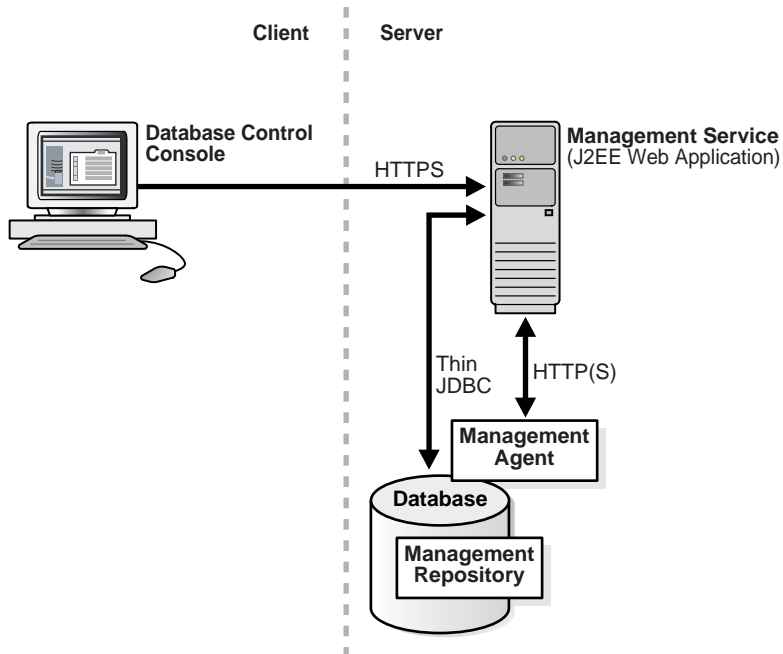 Client
Server
Database Control
Console
Management Service
(J2EE Web Application)
HTTPS
Thin
JDBC
HTTP(S)
Management
Agent
Database
Management
Repository